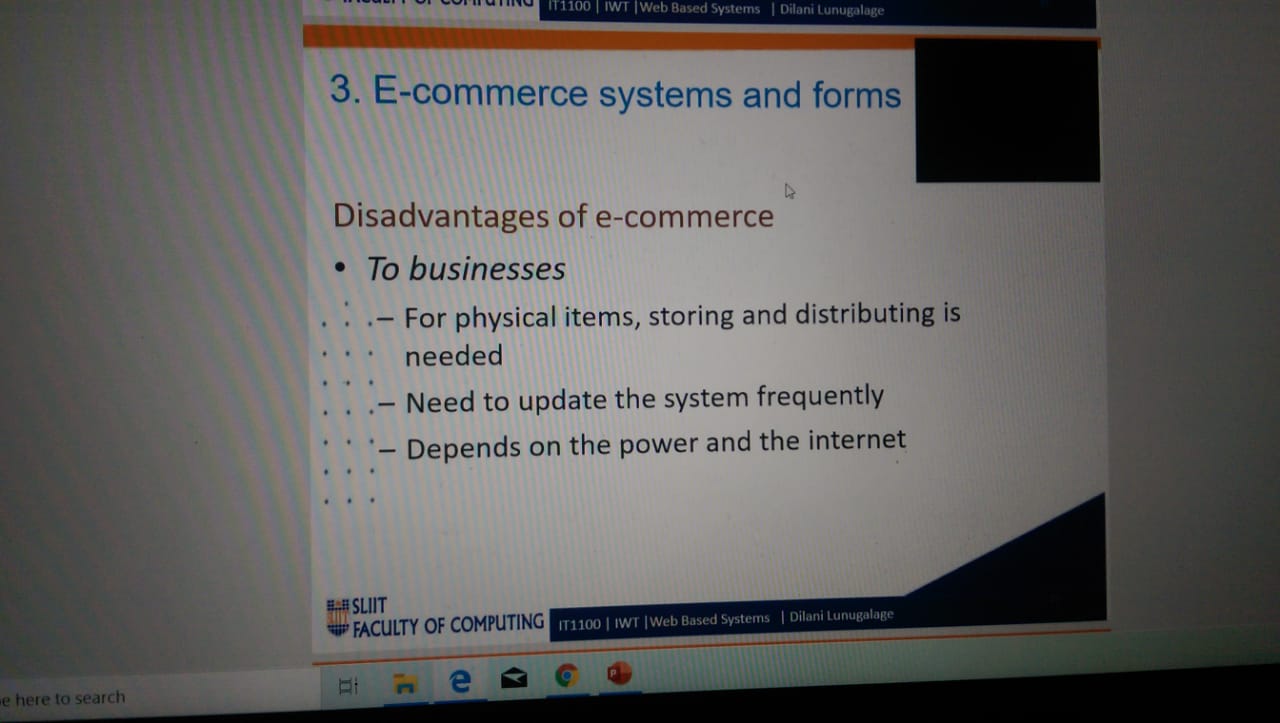 IT1100 | IWT |Web Based Systems | Dilani Lunugalage
3. E-commerce systems and forms
Disadvantages of e-commerce
• To businesses
– For physical items, storing and distributing is
needed
– Need to update the system frequently
– Depends on the power and the internet
SLIIT
FACULTY OF COMPUTING
IT1100 | IWT |Web Based Systems | Dilani Lunugalage
e here to search